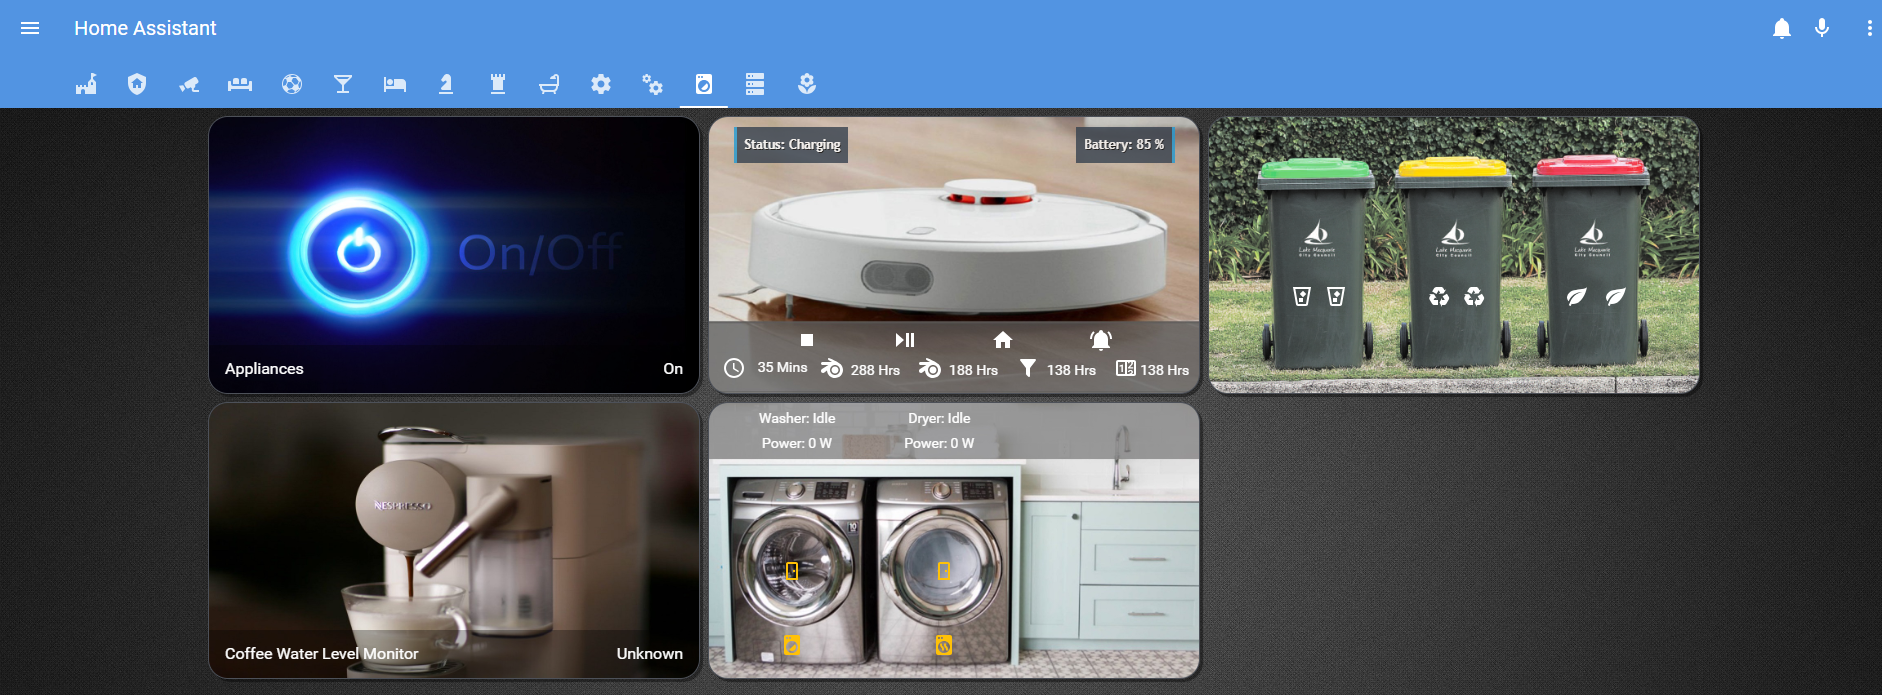 Home Assistant
On/Off
Appliances
On
Status: Charging
Battery: 85 %
35 Mins
288 Hrs
188 Hrs
138 Hrs
138 Hrs
Lake Macquarie
City Council
Lake Macquarie
City Council
Lake Macquarie
City Council
NESPRESSO
Coffee Water Level Monitor
Unknown
Washer: Idle
Dryer: Idle
Power: 0 W
Power: 0 W